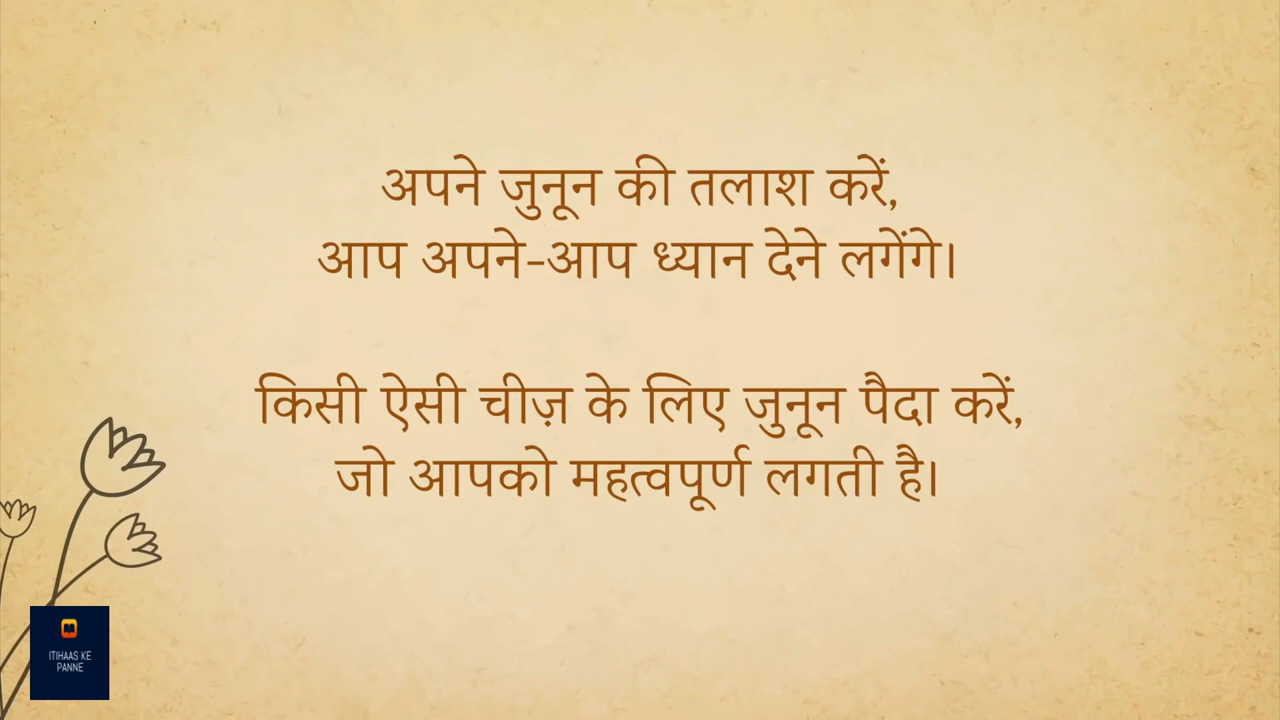 अपने जुनून की तलाश करें,
आप अपने-आप ध्यान देने लगेंगे।
किसी ऐसी चीज़ के लिए जुनून पैदा करें,
जो आपको महत्वपूर्ण लगती है।
ITIHAAS KE
PANNE